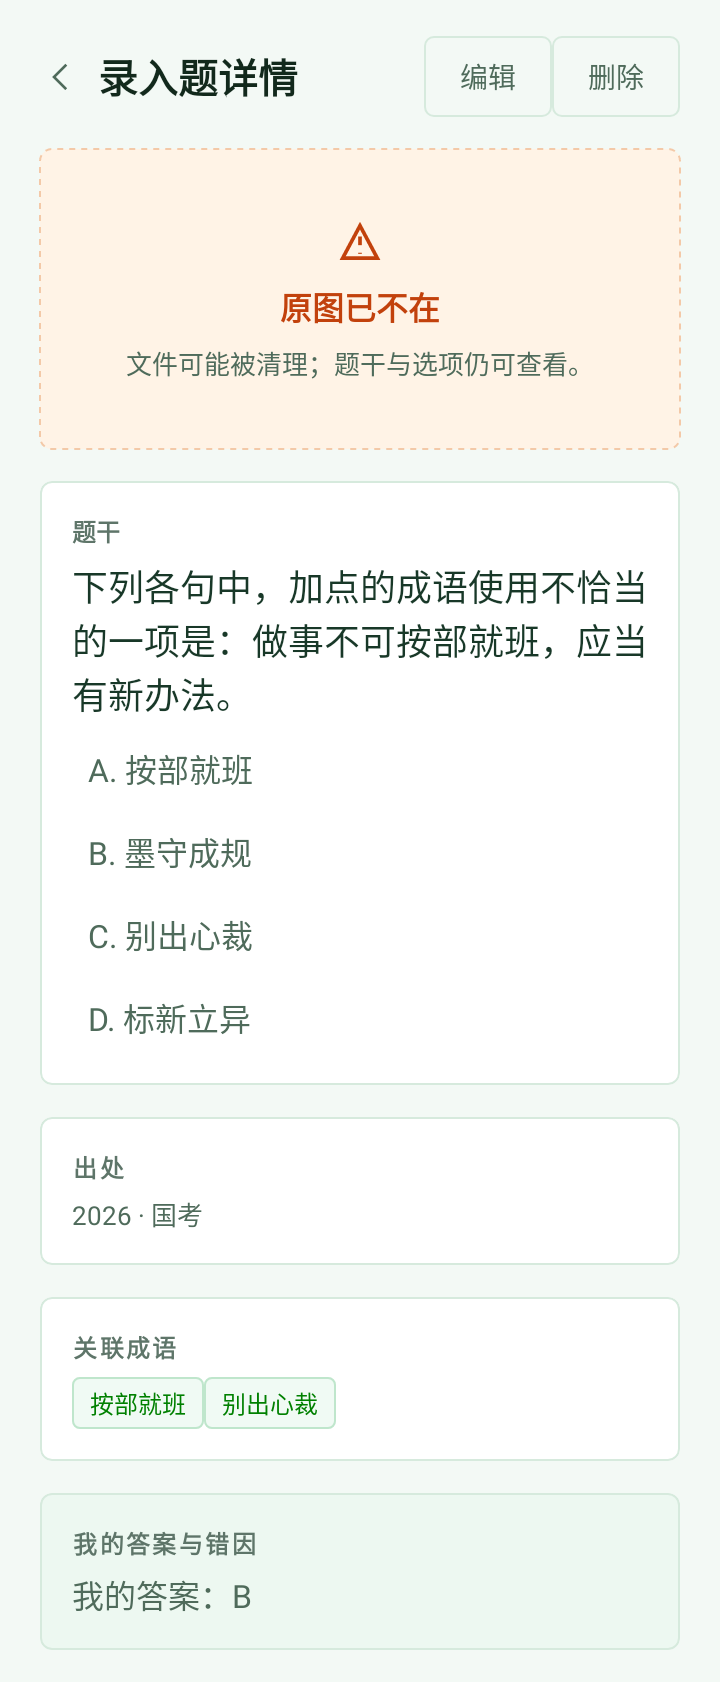 录入题详情
编辑
删除
原图已不在
文件可能被清理；题干与选项仍可查看。
题干
下列各句中，加点的成语使用不恰当
的一项是：做事不可按部就班，应当
有新办法。
A. 按部就班
B. 墨守成规
C. 别出心裁
D. 标新立异
出处
2026 · 国考
关联成语
按部就班
别出心裁
我的答案与错因
我的答案：B